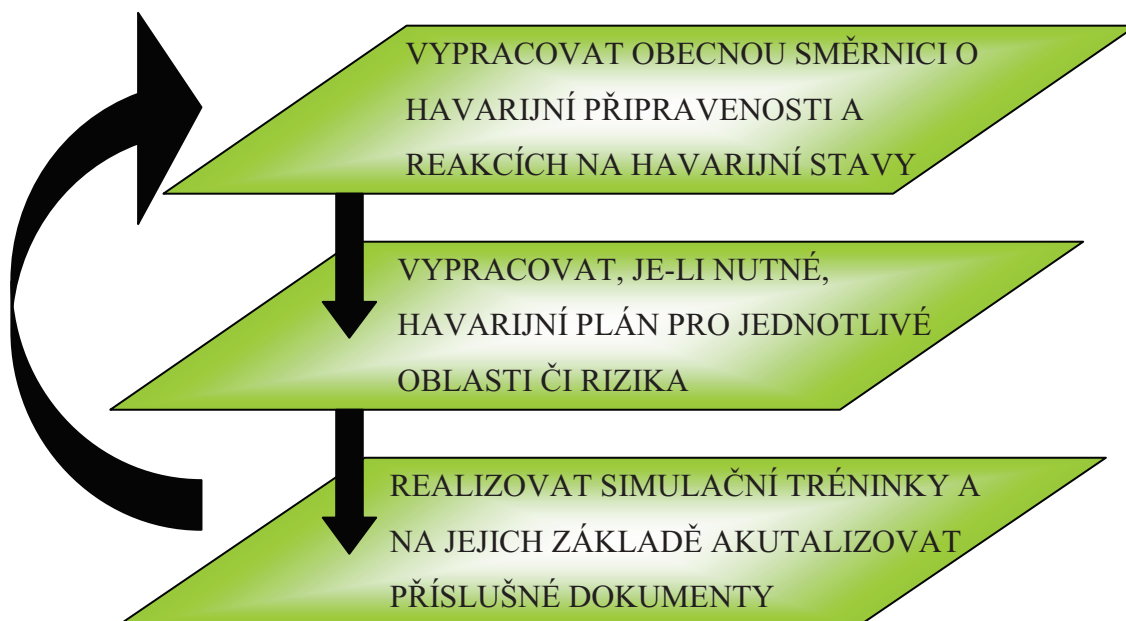 VYPRACOVAT OBECNOU SMĚRNICI O
HAVARIJNÍ PŘIPRAVENOSTI A
REAKCÍCH NA HAVARIJNÍ STAVY
VYPRACOVAT, JE-LI NUTNÉ,
HAVARIJNÍ PLÁN PRO JEDNOTLIVÉ
OBLASTI ČI RIZIKA
REALIZOVAT SIMULAČNÍ TRÉNINKY A
NA JEJICH ZÁKLADĚ AKUTALIZOVAT
PŘÍSLUŠNÉ DOKUMENTY